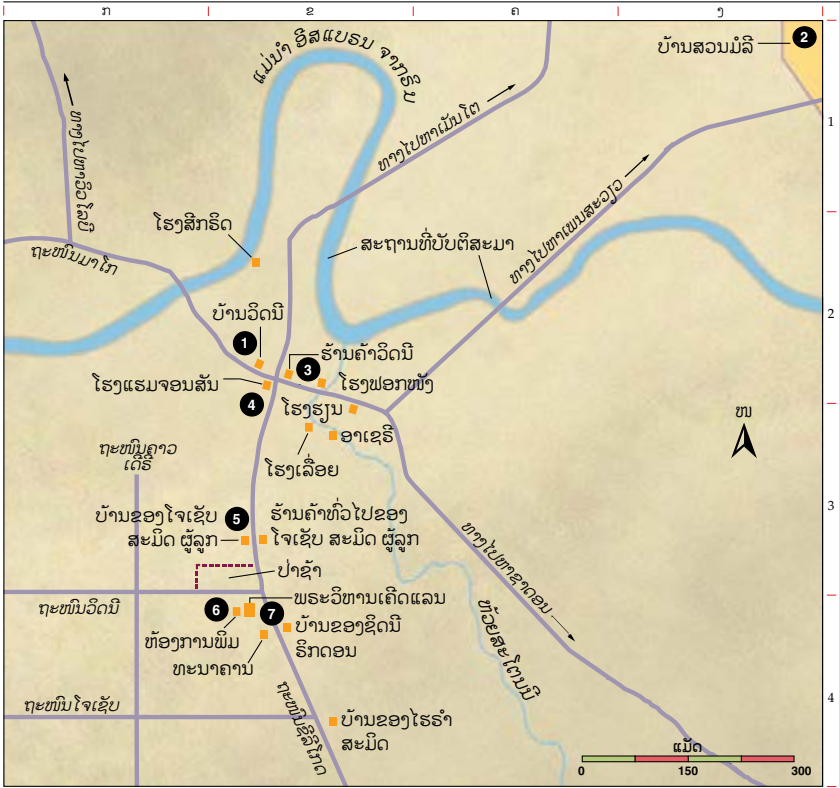 ກ ຂ ຄ ງ
ແມ່ນ້ຳ ອີສແບຣນ ຈາກຣິນ
ບ້ານສວນມໍລີ
2
1
ທາງໄປຫາເມັນໂຕ
ທາງໄປຫາວິວໂລບີ
ໂຮງສີກຣິດ
ສະຖານທີ່ບັບຕິສະມາ
ທາງໄປຫາເພນສະວຽວ
ຖະໜົນມາໂກ
ບ້ານວິດນີ
2
1
ຮ້ານຄ້າວິດນີ
3
ໂຮງແຮມຈອນສັນ
ໂຮງຟອກໜັງ
4
ໂຮງຮຽນ
ອາເຊຣີ
ໜ
ໂຮງເລື່ອຍ
ຖະໜົນຄາວ
ເດີຣີ
3
ບ້ານຂອງໂຈເຊັບ
ສະມິດ ຜູ້ລູກ
5
ຮ້ານຄ້າທົ່ວໄປຂອງ
ໂຈເຊັບ ສະມິດ ຜູ້ລູກ
ທາງໄປຫາຊາດອນ
ປ່າຊ້າ
ຖະໜົນວິດນີ
ພຣະວິຫານເຄີດແລນ
6
7
ຫ້ອງການພິມ
ບ້ານຂອງຊິດນີ
ຣິກດອນ
ທະນາຄານ
ຫ້ວຍສະໂຕນນີ
ຖະໜົນໂຈເຊັບ
ຖະໜົນຊິລິໂກດ
4
ບ້ານຂອງໄຮຣຳ
ສະມິດ
ແມັດ
0 150 300